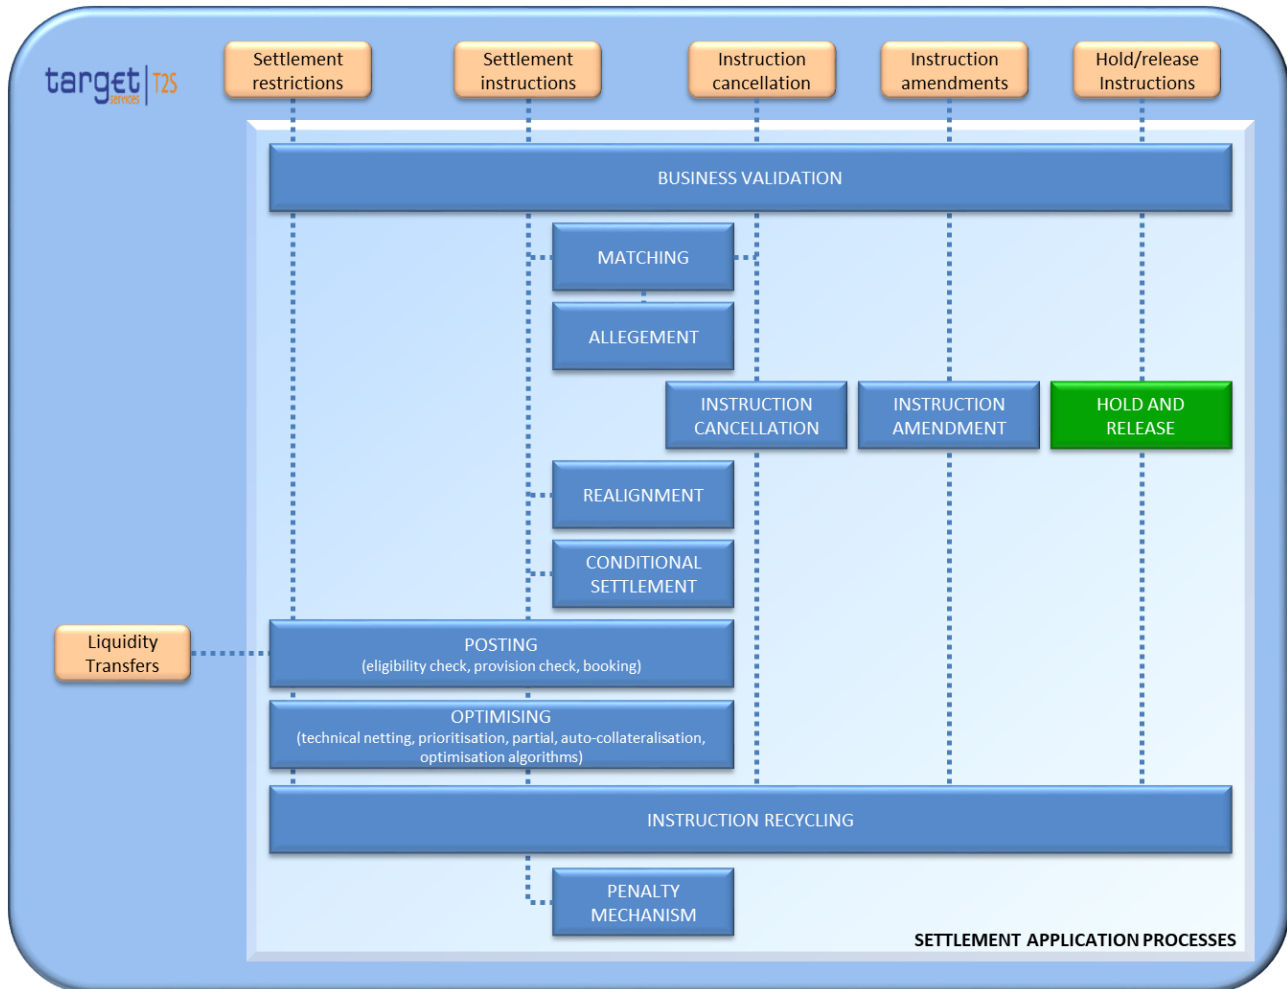 Settlement
restrictions
Settlement
instructions
Instruction
cancellation
Instruction
amendments
Hold/release
Instructions
target | T2S
services
BUSINESS VALIDATION
MATCHING
ALLEGEMENT
INSTRUCTION
CANCELLATION
INSTRUCTION
AMENDMENT
HOLD AND
RELEASE
REALIGNMENT
CONDITIONAL
SETTLEMENT
Liquidity
Transfers
POSTING
(eligibility check, provision check, booking)
OPTIMISING
(technical netting, prioritisation, partial, auto-collateralisation,
optimisation algorithms)
INSTRUCTION RECYCLING
PENALTY
MECHANISM
SETTLEMENT APPLICATION PROCESSES